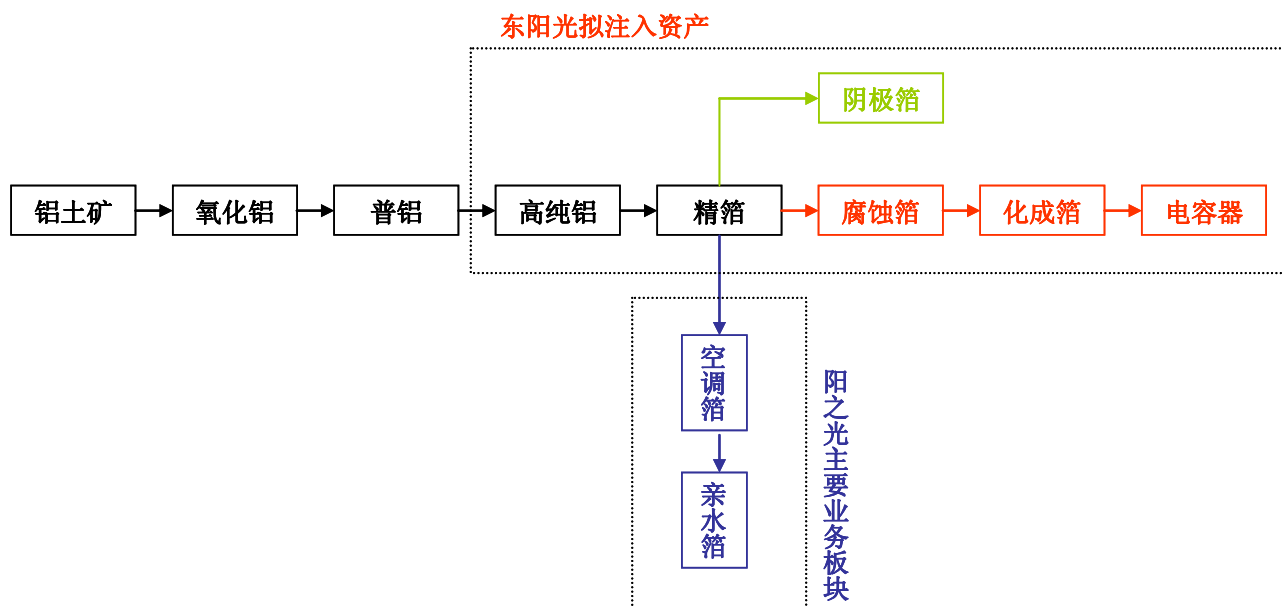 东阳光拟注入资产
阴极箔
铝土矿
氧化铝
普铝
高纯铝
精箔
腐蚀箔
化成箔
电容器
空调箔
亲水箔
阳之光主要业务板块